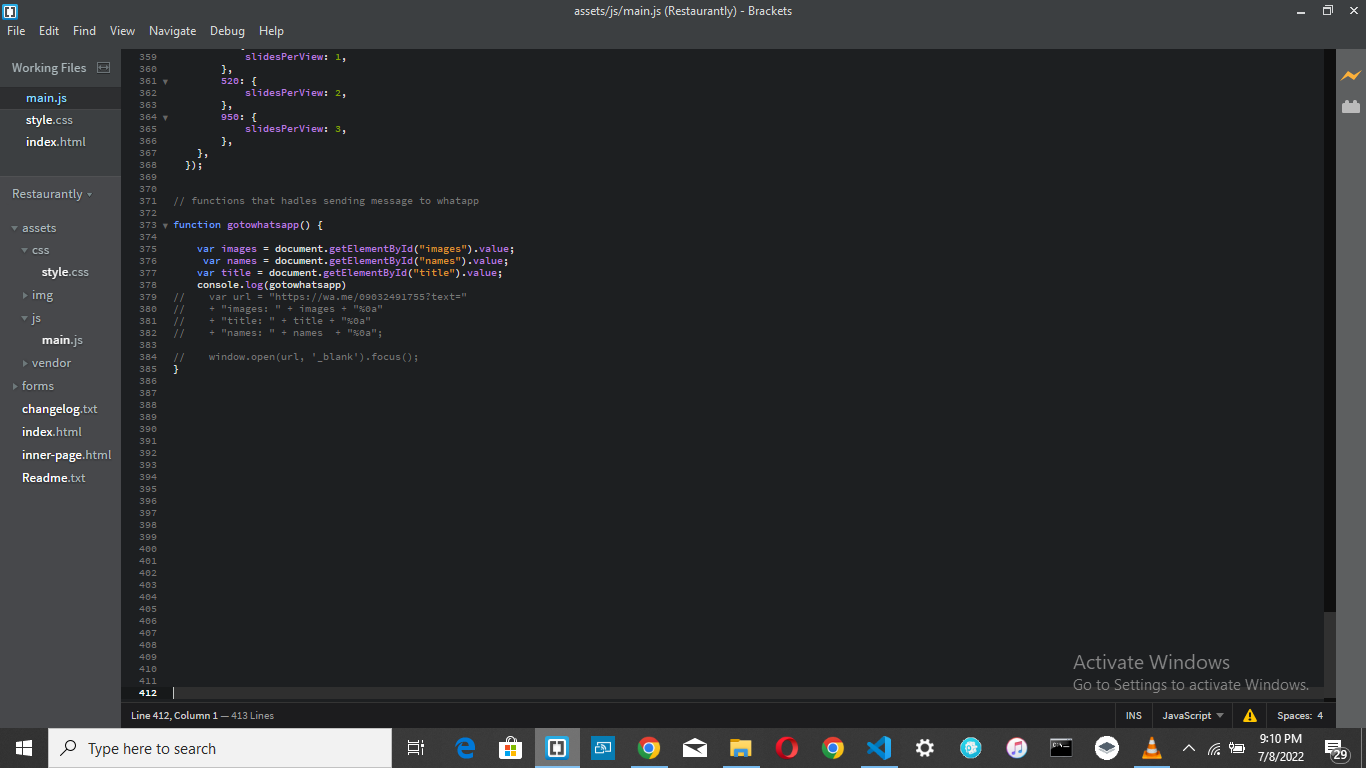 assets/js/main.js (Restaurantly) - Brackets
File Edit Find View Navigate Debug Help
Working Files
main.js
style.css
index.html
Restaurantly
assets
css
style.css
img
js
main.js
vendor
forms
changelog.txt
index.html
inner-page.html
Readme.txt
359 slidesPerView: 1,
360 },
361 520: {
362 slidesPerView: 2,
363 },
364 950: {
365 slidesPerView: 3,
366 },
367 },
368 });
369
370
371 // functions that hadles sending message to whatapp
372
373 function gotowhatsapp() {
374
375 var images = document.getElementById("images").value;
376 var names = document.getElementById("names").value;
377 var title = document.getElementById("title").value;
378 console.log(gotowhatsapp)
379 // var url = "https://wa.me/09032491755?text="
380 // + "images: " + images + "%0a"
381 // + "title: " + title + "%0a"
382 // + "names: " + names + "%0a";
383
384 // window.open(url, '_blank').focus();
385 }
386
387
388
389
390
391
392
393
394
395
396
397
398
399
400
401
402
403
404
405
406
407
408
409
410
411
412
Activate Windows
Go to Settings to activate Windows.
Line 412, Column 1 — 413 Lines
INS JavaScript Spaces: 4
Type here to search
9:10 PM
7/8/2022
29